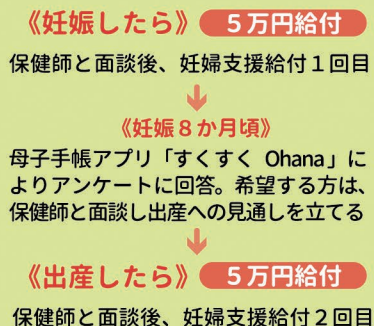 《妊娠したら》 5万円給付
保健師と面談後、妊婦支援給付1回目
《妊娠8か月頃》
母子手帳アプリ「すくすく Ohana」に
よりアンケートに回答。希望する方は、
保健師と面談し出産への見通しを立てる
《出産したら》 5万円給付
保健師と面談後、妊婦支援給付2回目